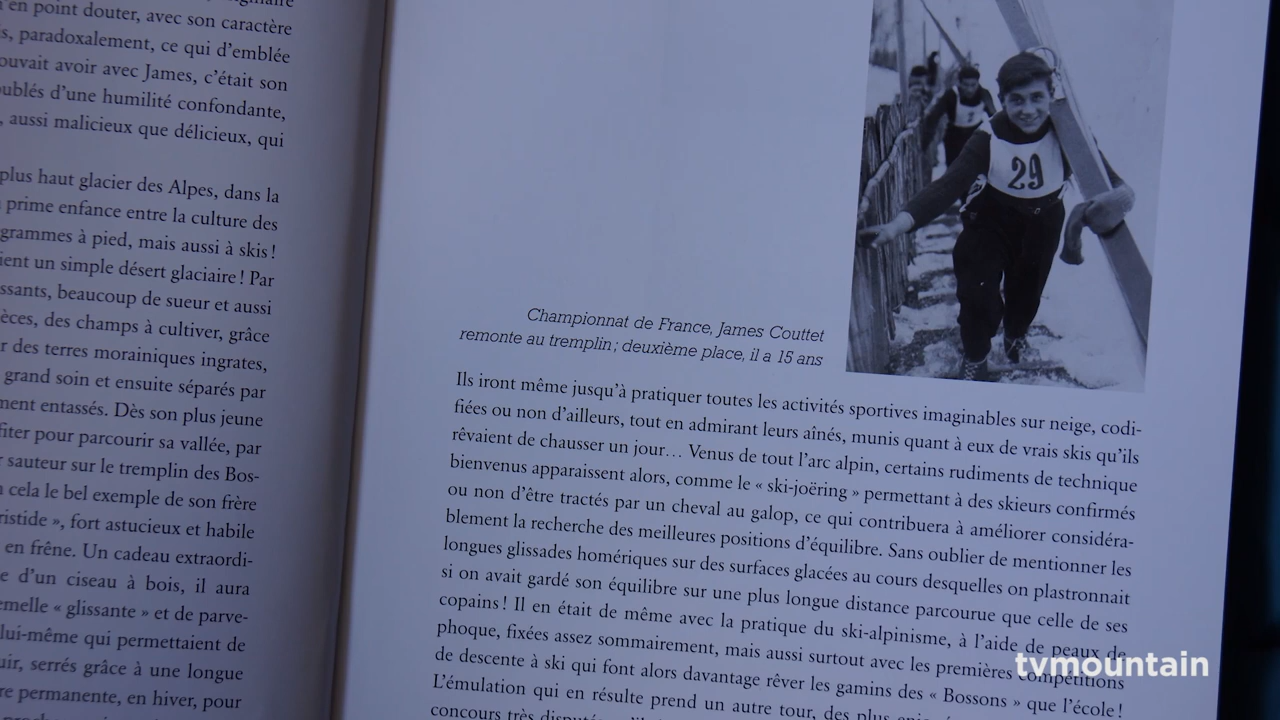 en point douter, avec son caractère
s, paradoxalement, ce qui d'emblée
ouvait avoir avec James, c'était son
oublés d'une humilité confondante,
, aussi malicieux que délicieux, qui
plus haut glacier des Alpes, dans la
prime enfance entre la culture des
grammes à pied, mais aussi à skis !
ient un simple désert glaciaire ! Par
ssants, beaucoup de sueur et aussi
èces, des champs à cultiver, grâce
r des terres morainiques ingrates,
grand soin et ensuite séparés par
ment entassés. Dès son plus jeune
fiter pour parcourir sa vallée, par
r sauteur sur le tremplin des Bos-
n cela le bel exemple de son frère
ristide », fort astucieux et habile
en frêne. Un cadeau extraordi-
e d'un ciseau à bois, il aura
emelle « glissante » et de parve-
lui-même qui permettaient de
uir, serrés grâce à une longue
re permanente, en hiver, pour
29
Championnat de France, James Couttet
remonte au tremplin ; deuxième place, il a 15 ans
Ils iront même jusqu'à pratiquer toutes les activités sportives imaginables sur neige, codi-
fiées ou non d'ailleurs, tout en admirant leurs aînés, munis quant à eux de vrais skis qu'ils
rêvaient de chausser un jour… Venus de tout l'arc alpin, certains rudiments de technique
bienvenus apparaissent alors, comme le « ski-joëring » permettant à des skieurs confirmés
ou non d'être tractés par un cheval au galop, ce qui contribuera à améliorer considéra-
blement la recherche des meilleures positions d'équilibre. Sans oublier de mentionner les
longues glissades homériques sur des surfaces glacées au cours desquelles on plastronnait
si on avait gardé son équilibre sur une plus longue distance parcourue que celle de ses
copains ! Il en était de même avec la pratique du ski-alpinisme, à l'aide de peaux de
phoque, fixées assez sommairement, mais aussi surtout avec les premières compétitions
de descente à ski qui font alors davantage rêver les gamins des « Bossons » que l'école !
L'émulation qui en résulte prend un autre tour, des plus
concours très
tvmountain